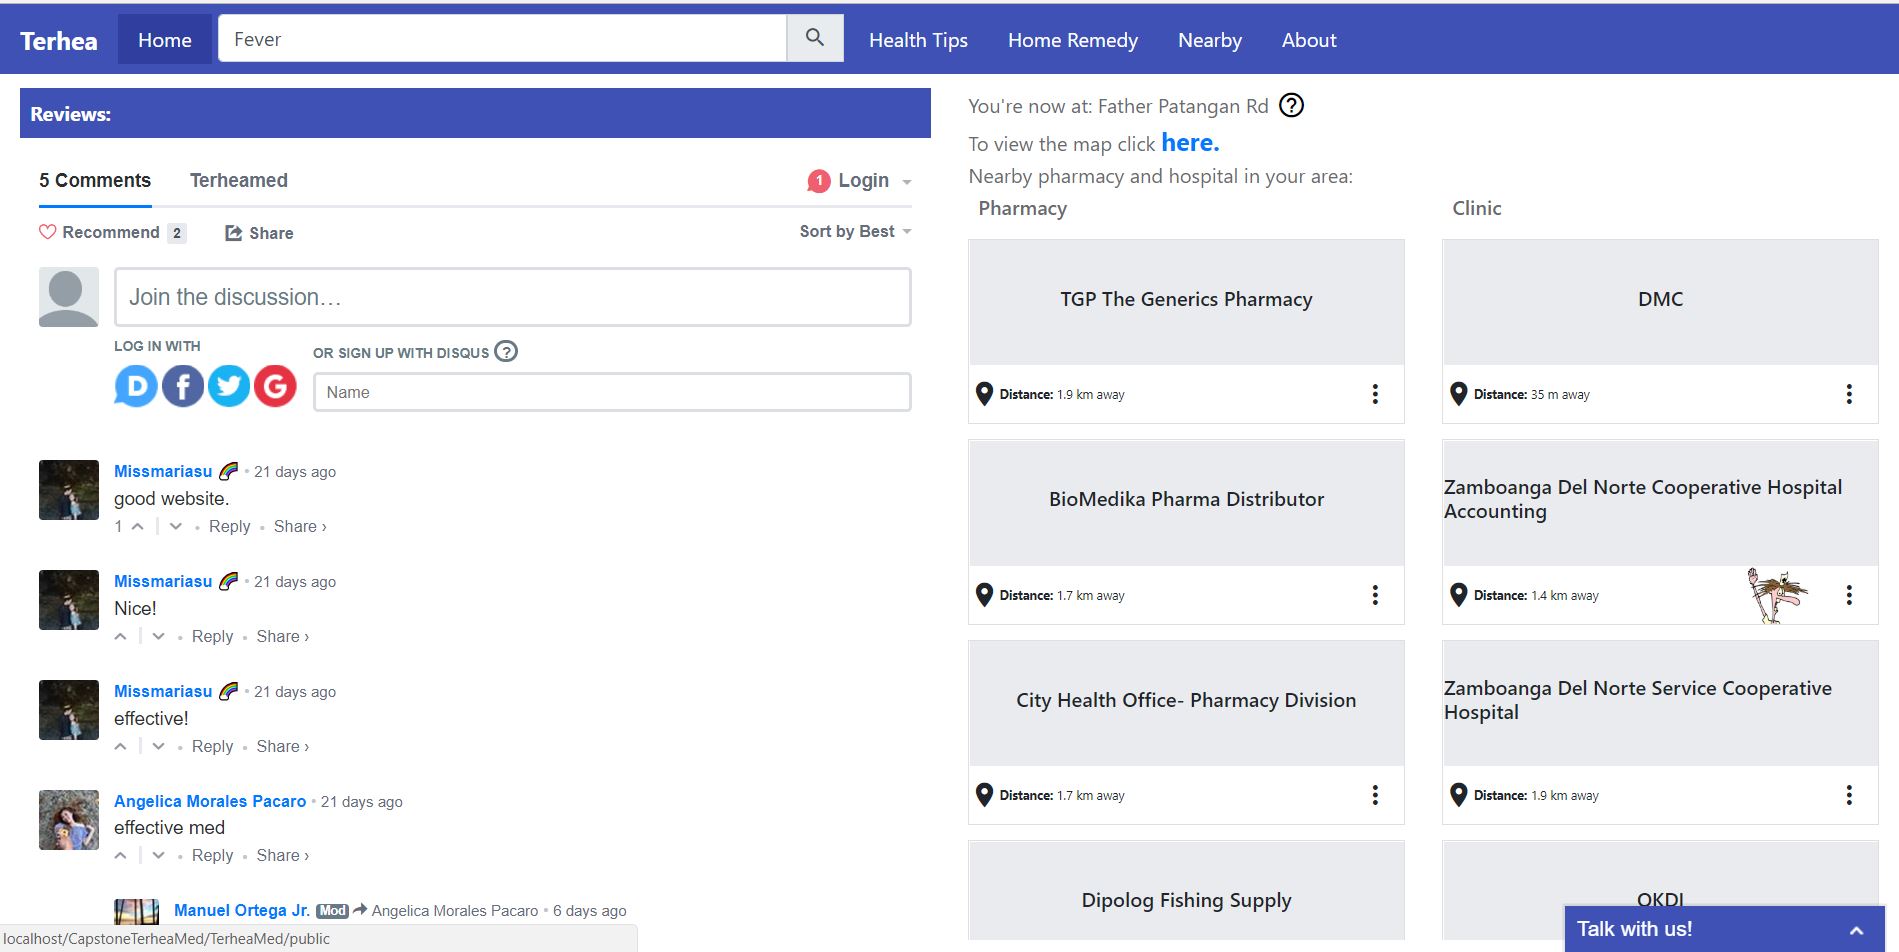 Terhea Home Fever Health Tips Home Remedy Nearby About
Reviews:
5 Comments Terheamed 1 Login
Recommend 2 Share Sort by Best
Join the discussion…
LOG IN WITH
OR SIGN UP WITH DISQUS ?
D f G
Name
Missmariasu • 21 days ago
good website.
1 • Reply • Share ›
Missmariasu • 21 days ago
Nice!
• Reply • Share ›
Missmariasu • 21 days ago
effective!
• Reply • Share ›
Angelica Morales Pacaro • 21 days ago
effective med
• Reply • Share ›
Manuel Ortega Jr. Mod Angelica Morales Pacaro • 6 days ago
localhost/CapstoneTerheaMed/TerheaMed/public
You're now at: Father Patangan Rd ?
To view the map click here.
Nearby pharmacy and hospital in your area:
Pharmacy
TGP The Generics Pharmacy
Distance: 1.9 km away
BioMedika Pharma Distributor
Distance: 1.7 km away
City Health Office- Pharmacy Division
Distance: 1.7 km away
Dipolog Fishing Supply
Clinic
DMC
Distance: 35 m away
Zamboanga Del Norte Cooperative Hospital
Accounting
Distance: 1.4 km away
Zamboanga Del Norte Service Cooperative
Hospital
Distance: 1.9 km away
OKDI
Talk with us!